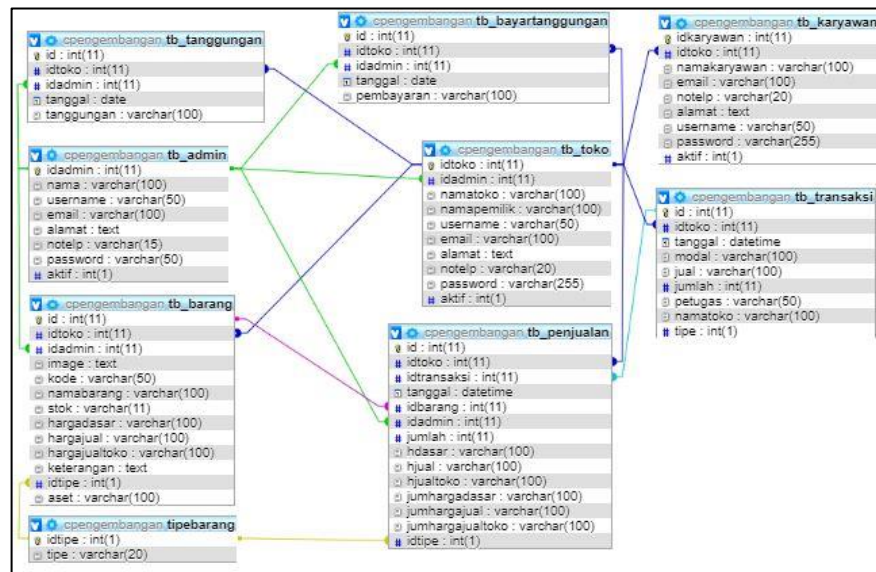 cpengembangan tb_tanggungan
id : int(11)
idtoko : int(11)
idadmin : int(11)
tanggal : date
tanggungan : varchar(100)
cpengembangan tb_admin
idadmin : int(11)
nama : varchar(100)
username : varchar(50)
email : varchar(100)
alamat : text
notelp : varchar(15)
password : varchar(50)
aktif : int(1)
cpengembangan tb_barang
id : int(11)
idtoko : int(11)
idadmin : int(11)
image : text
kode : varchar(50)
namabarang : varchar(100)
stok : varchar(11)
hargadasar : varchar(100)
hargajual : varchar(100)
hargajualtoko : varchar(100)
keterangan : text
idtipe : int(1)
aset : varchar(100)
cpengembangan tipebarang
idtipe : int(1)
tipe : varchar(20)
cpengembangan tb_bayartanggungan
id : int(11)
idtoko : int(11)
idadmin : int(11)
tanggal : date
pembayaran : varchar(100)
cpengembangan tb_toko
idtoko : int(11)
idadmin : int(11)
namatoko : varchar(100)
namapemilik : varchar(100)
username : varchar(50)
email : varchar(100)
alamat : text
notelp : varchar(20)
password : varchar(255)
aktif : int(1)
cpengembangan tb_penjualan
id : int(11)
idtoko : int(11)
idtransaksi : int(11)
tanggal : datetime
idbarang : int(11)
idadmin : int(11)
jumlah : int(11)
hdasar : varchar(100)
hjual : varchar(100)
hjualtoko : varchar(100)
jumhargadasar : varchar(100)
jumhargajual : varchar(100)
jumhargajualtoko : varchar(100)
idtipe : int(1)
cpengembangan tb_karyawan
idkaryawan : int(11)
idtoko : int(11)
namakaryawan : varchar(100)
email : varchar(100)
notelp : varchar(20)
alamat : text
username : varchar(50)
password : varchar(255)
aktif : int(1)
cpengembangan tb_transaksi
id : int(11)
idtoko : int(11)
tanggal : datetime
modal : varchar(100)
jual : varchar(100)
jumlah : int(11)
petugas : varchar(50)
namatoko : varchar(100)
tipe : int(1)